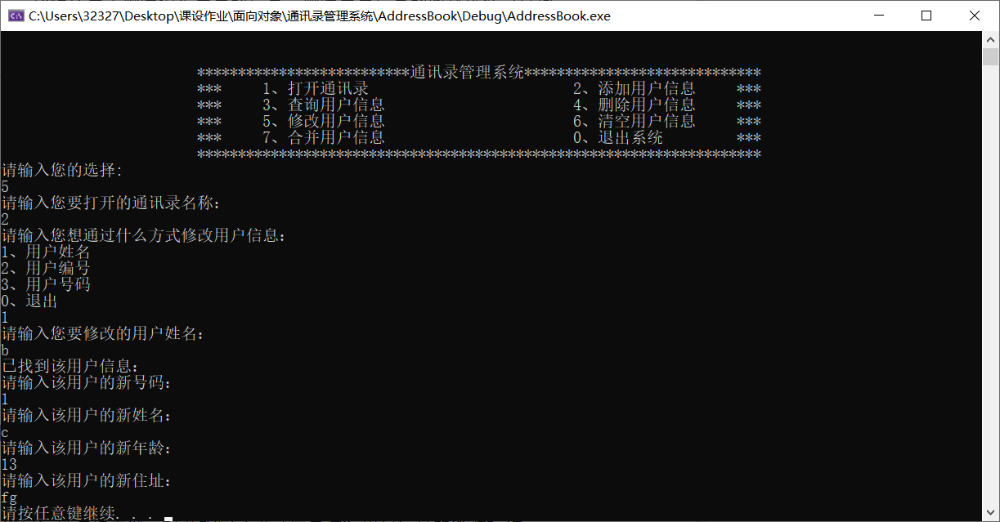 C:\Users\32327\Desktop\课设作业\面向对象\通讯录管理系统\AddressBook\Debug\AddressBook.exe
**************************通讯录管理系统*****************************
*** 1、打开通讯录 2、添加用户信息 ***
*** 3、查询用户信息 4、删除用户信息 ***
*** 5、修改用户信息 6、清空用户信息 ***
*** 7、合并用户信息 0、退出系统 ***
*********************************************************************
请输入您的选择:
5
请输入您要打开的通讯录名称:
2
请输入您想通过什么方式修改用户信息:
1、用户姓名
2、用户编号
3、用户号码
0、退出
1
请输入您要修改的用户姓名:
b
已找到该用户信息:
请输入该用户的新号码:
1
请输入该用户的新姓名:
c
请输入该用户的新年龄:
13
请输入该用户的新住址:
fg
请按任意键继续. . .